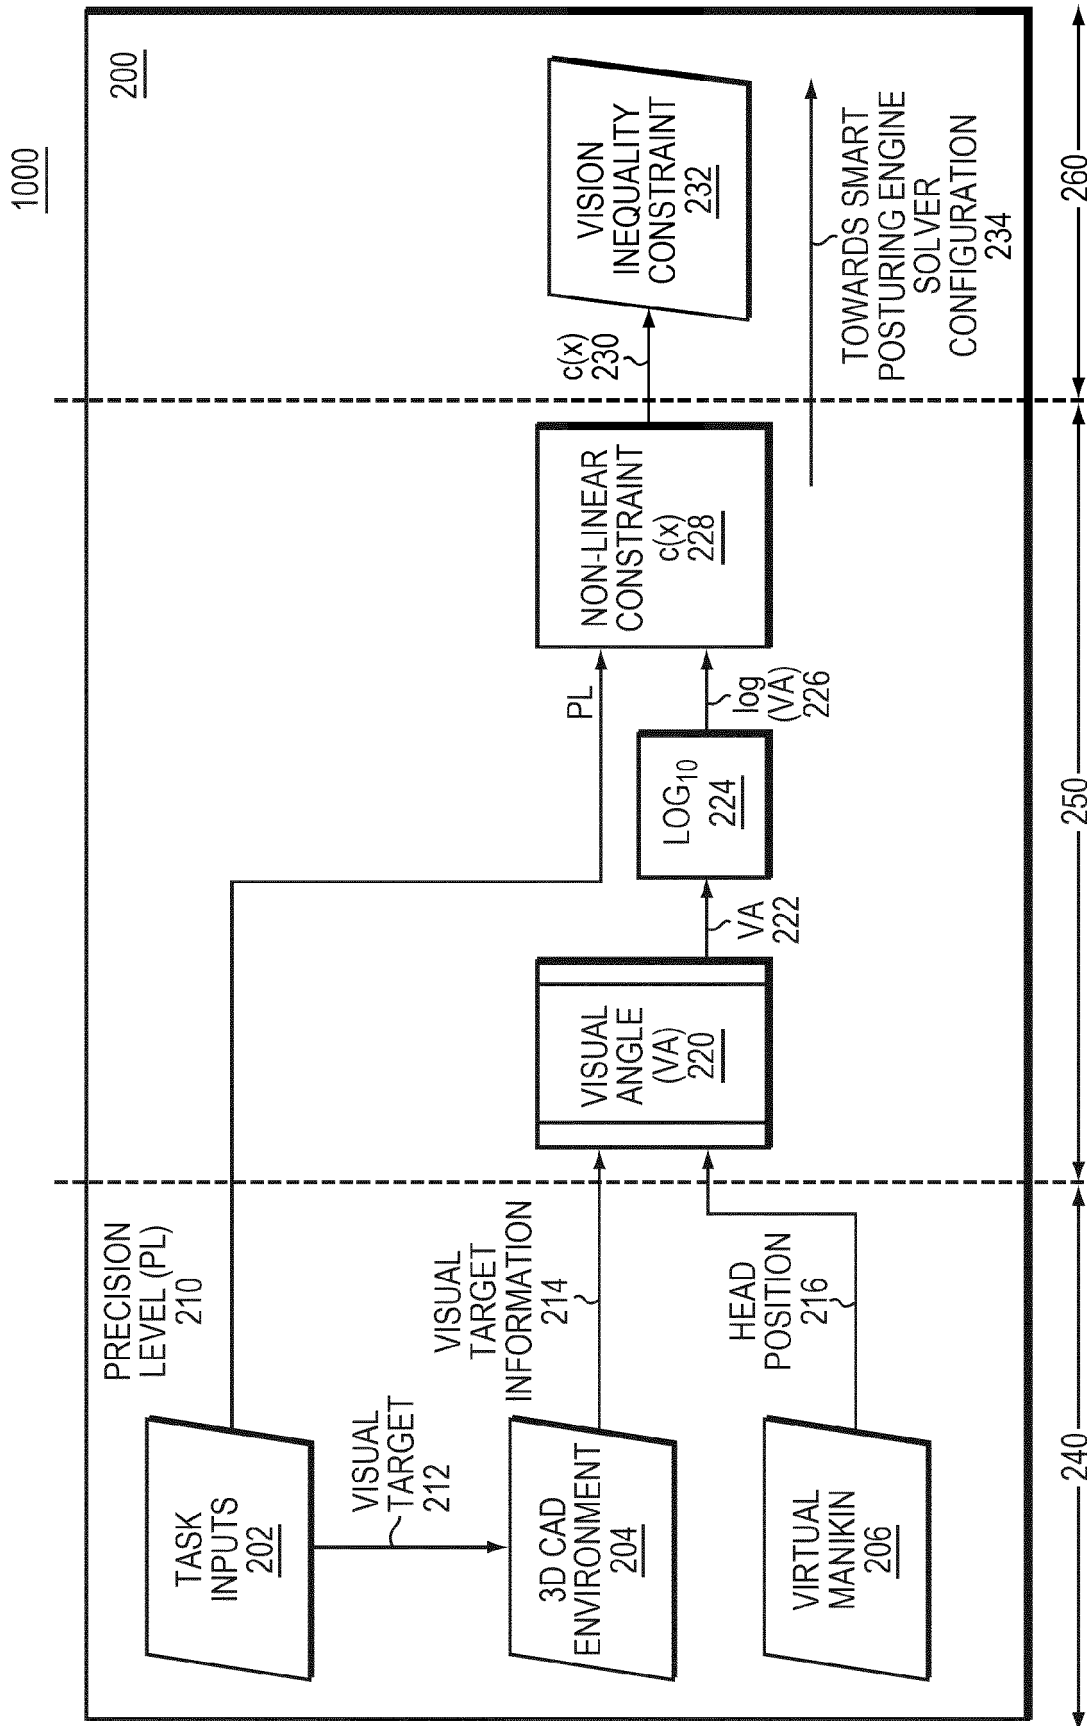 1000
200
TASK
INPUTS
202
PRECISION
LEVEL (PL)
210
VISUAL
TARGET
212
3D CAD
ENVIRONMENT
204
VISUAL
TARGET
INFORMATION
214
VIRTUAL
MANIKIN
206
HEAD
POSITION
216
VISUAL
ANGLE
(VA)
220
VA
222
LOG10
224
log
(VA)
226
PL
NON-LINEAR
CONSTRAINT
c(x)
228
c(x)
230
VISION
INEQUALITY
CONSTRAINT
232
TOWARDS SMART
POSTURING ENGINE
SOLVER
CONFIGURATION
234
240
250
260